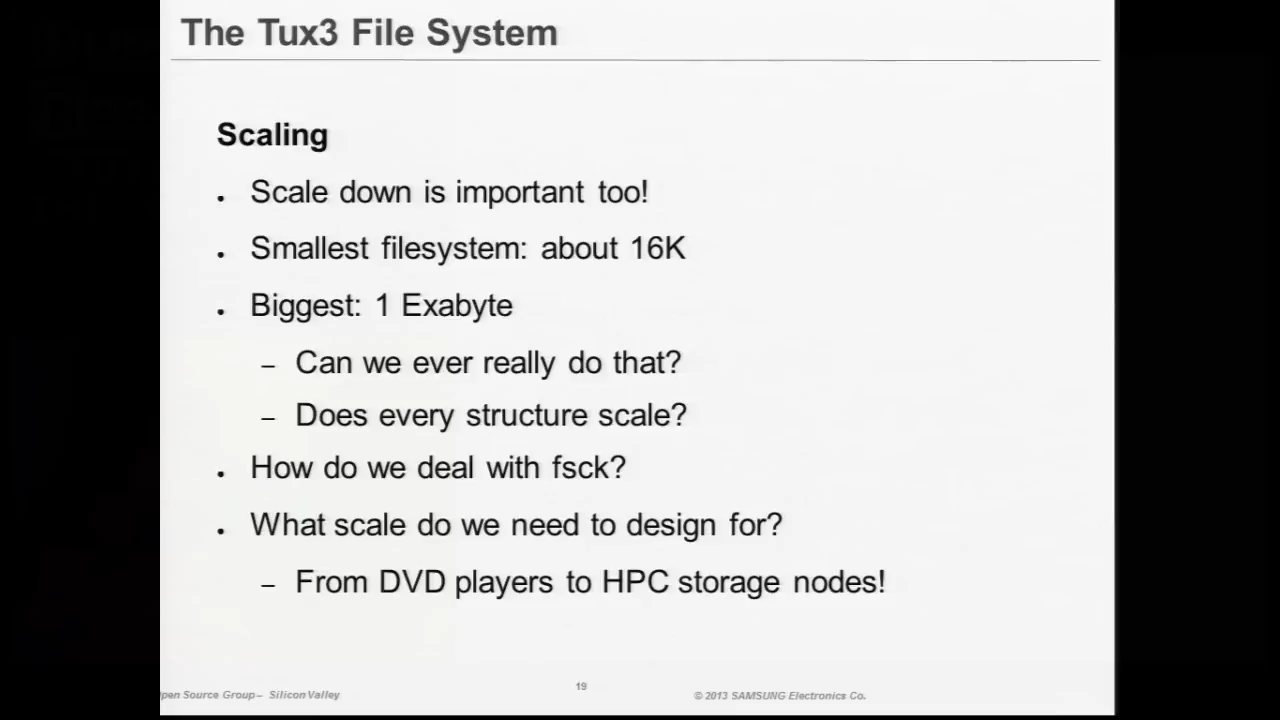 The Tux3 File System
Scaling
. Scale down is important too!
. Smallest filesystem: about 16K
. Biggest: 1 Exabyte
– Can we ever really do that?
– Does every structure scale?
. How do we deal with fsck?
. What scale do we need to design for?
– From DVD players to HPC storage nodes!
pen Source Group – Silicon Valley
19
© 2013 SAMSUNG Electronics Co.